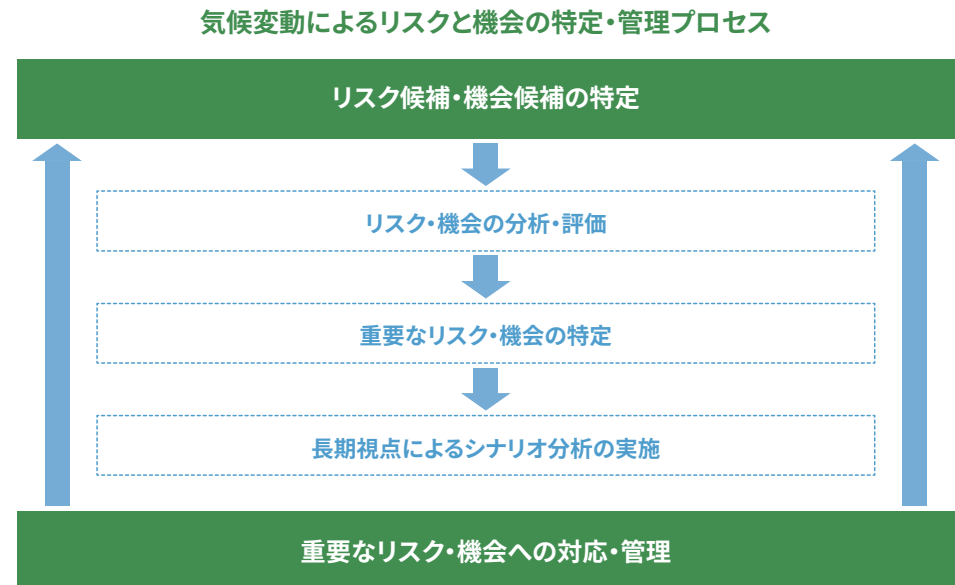 気候変動によるリスクと機会の特定・管理プロセス
リスク候補・機会候補の特定
リスク・機会の分析・評価
重要なリスク・機会の特定
長期視点によるシナリオ分析の実施
重要なリスク・機会への対応・管理